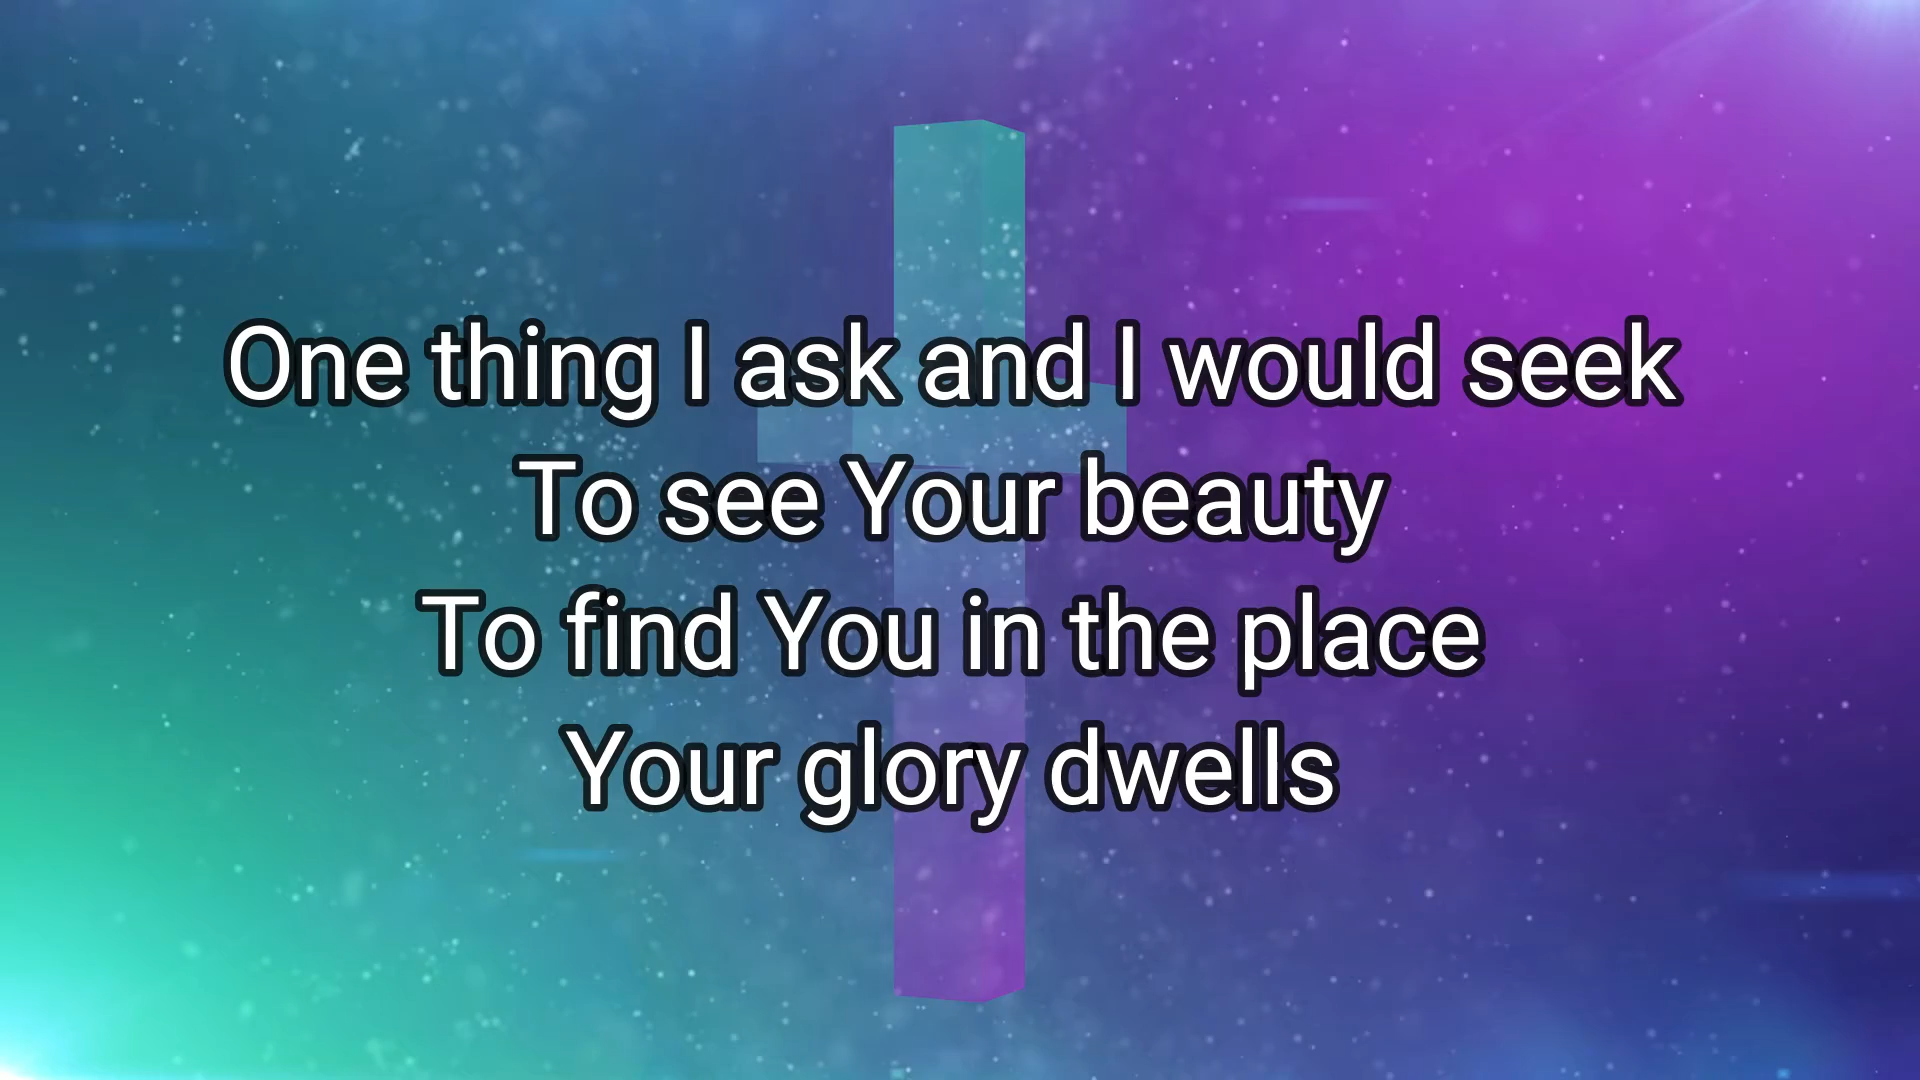 One thing I ask and I would seek
To see Your beauty
To find You in the place
Your glory dwells